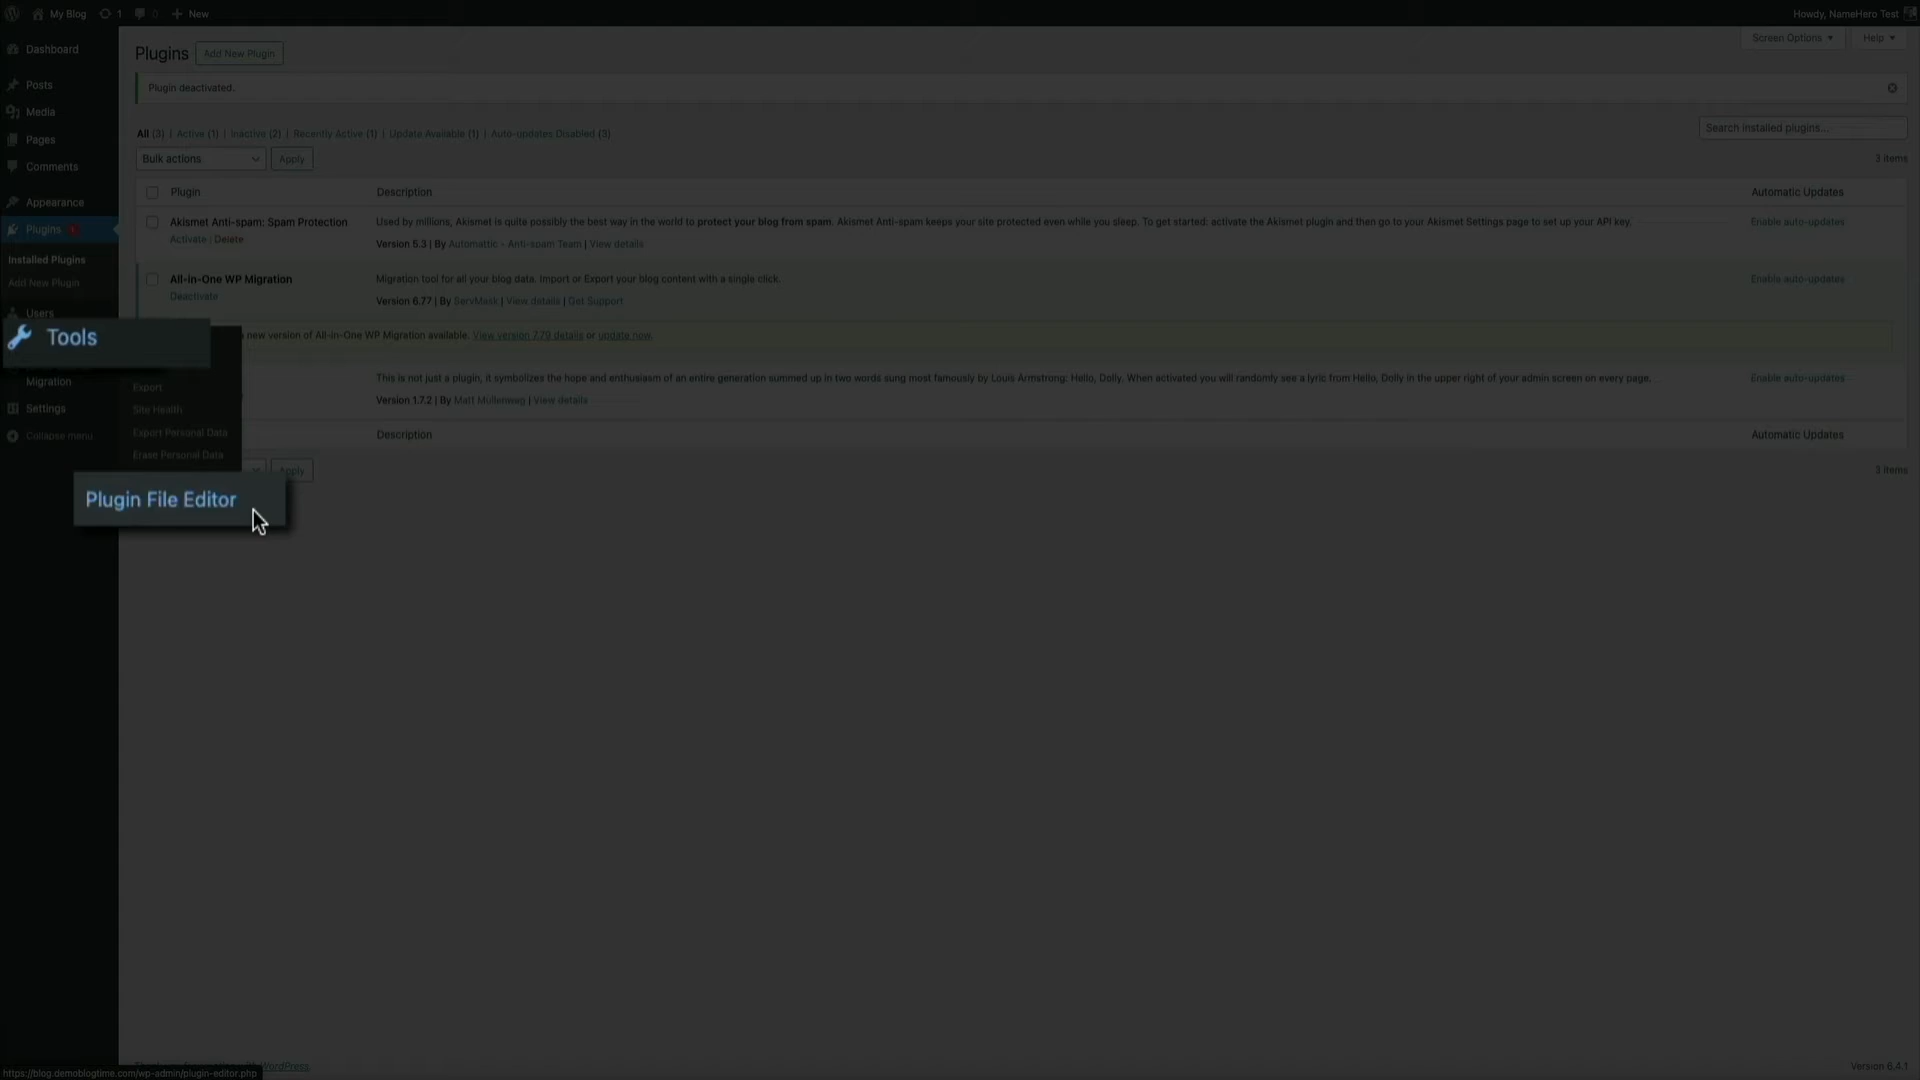 My Blog 1 0 New
Howdy, NameHero Test
Dashboard
Posts
Media
Pages
Comments
Appearance
Plugins 1
Installed Plugins
Add New Plugin
Users
Tools
Export
Site Health
Export Personal Data
Erase Personal Data
Plugin File Editor
Migration
Settings
Collapse menu
Screen Options
Help
Plugins Add New Plugin
Plugin deactivated.
All (3) | Active (1) | Inactive (2) | Recently Active (1) | Update Available (1) | Auto-updates Disabled (3)
Search installed plugins...
Bulk actions Apply
3 items
Plugin Description Automatic Updates
Akismet Anti-spam: Spam Protection
Activate | Delete
Used by millions, Akismet is quite possibly the best way in the world to protect your blog from spam. Akismet Anti-spam keeps your site protected even while you sleep. To get started: activate the Akismet plugin and then go to your Akismet Settings page to set up your API key.
Version 5.3 | By Automattic - Anti-spam Team | View details
Enable auto-updates
All-in-One WP Migration
Deactivate
Migration tool for all your blog data. Import or Export your blog content with a single click.
Version 6.77 | By ServMask | View details | Get Support
Enable auto-updates
new version of All-in-One WP Migration available. View version 7.79 details or update now.
This is not just a plugin, it symbolizes the hope and enthusiasm of an entire generation summed up in two words sung most famously by Louis Armstrong: Hello, Dolly. When activated you will randomly see a lyric from Hello, Dolly in the upper right of your admin screen on every page.
Version 1.7.2 | By Matt Mullenweg | View details
Enable auto-updates
Description Automatic Updates
Apply
3 items
WordPress.
https://blog.demoblogtime.com/wp-admin/plugin-editor.php
Version 6.4.1